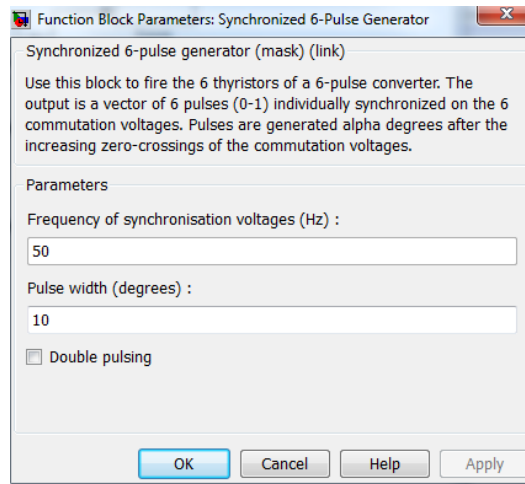 Function Block Parameters: Synchronized 6-Pulse Generator
Synchronized 6-pulse generator (mask) (link)
Use this block to fire the 6 thyristors of a 6-pulse converter. The
output is a vector of 6 pulses (0-1) individually synchronized on the 6
commutation voltages. Pulses are generated alpha degrees after the
increasing zero-crossings of the commutation voltages.
Parameters
Frequency of synchronisation voltages (Hz) :
50
Pulse width (degrees) :
10
Double pulsing
OK Cancel Help Apply